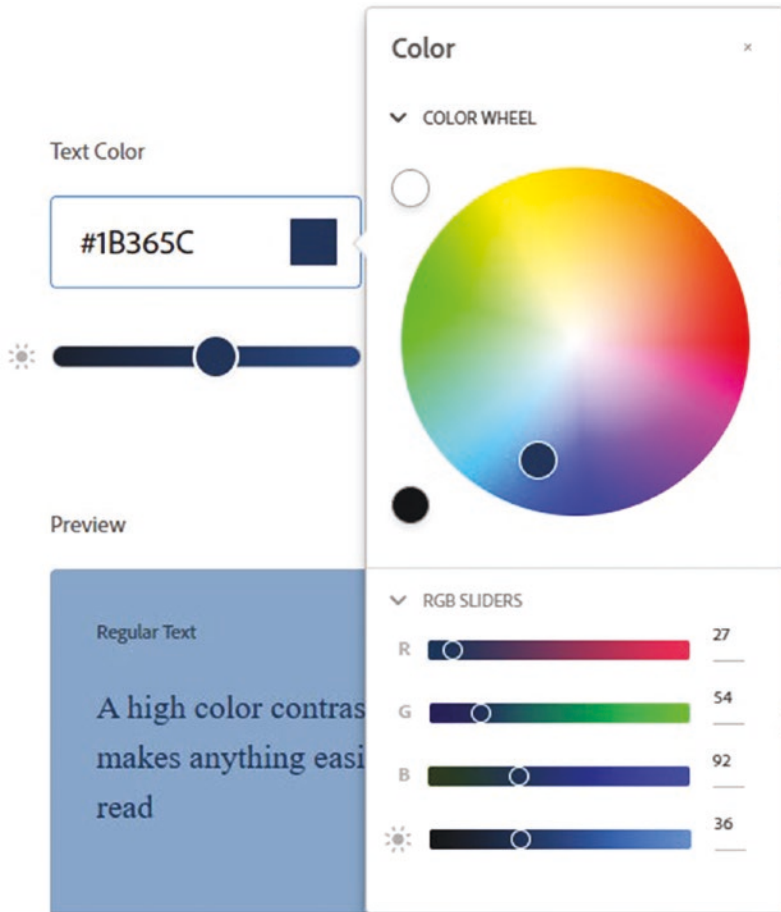 Text Color
#1B365C
Preview
Regular Text
A high color contras
makes anything easi
read
Color
×
COLOR WHEEL
RGB SLIDERS
R 27
G 54
B 92
36